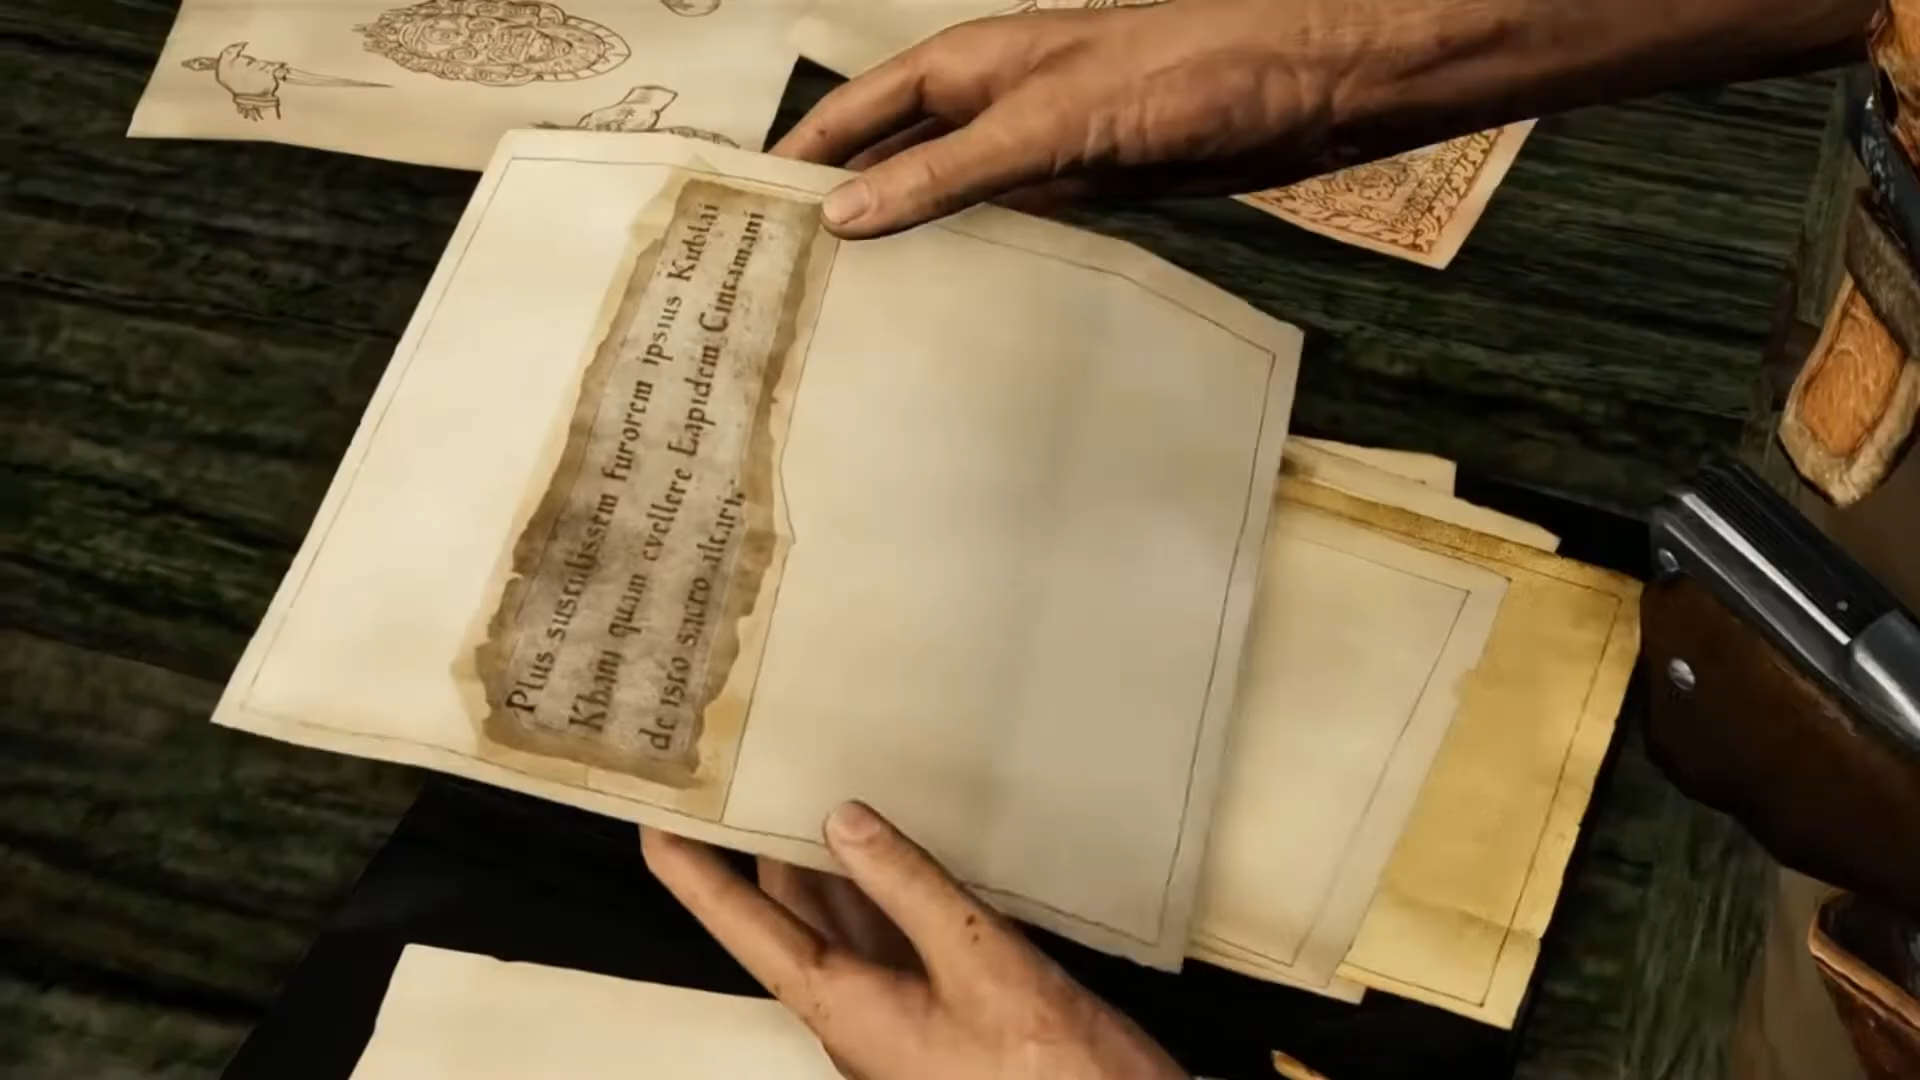 Plus sustulissem furorem ipsius Kublai
Khani quam evellere Lapidem Cintamani
de isto sacro altari,